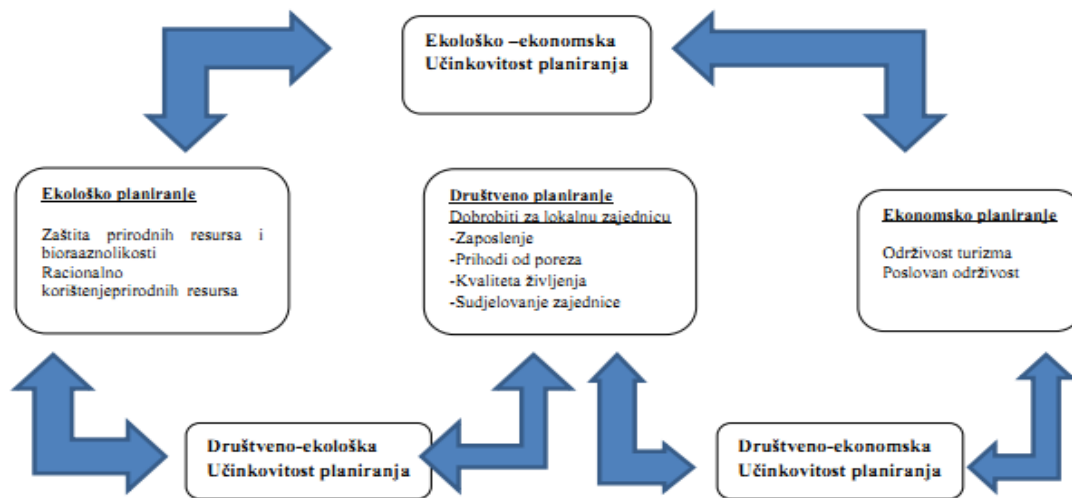 Ekološko –ekonomska
Učinkovitost planiranja
Ekološko planiranje
Zaštita prirodnih resursa i
bioraaznolikosti
Racionalno
korištenjeprirodnih resursa
Društveno planiranje
Dobrobiti za lokalnu zajednicu
-Zaposlenje
-Prihodi od poreza
-Kvaliteta življenja
-Sudjelovanje zajednice
Ekonomsko planiranje
Održivost turizma
Poslovan održivost
Društveno-ekološka
Učinkovitost planiranja
Društveno-ekonomska
Učinkovitost planiranja